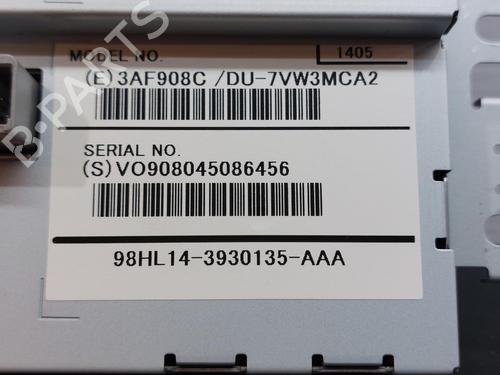 MODEL NO.
1405
(E)3AF908C /DU-7VW3MCA2
SERIAL NO.
(S)VO908045086456
98HL14-3930135-AAA
B-PARTS